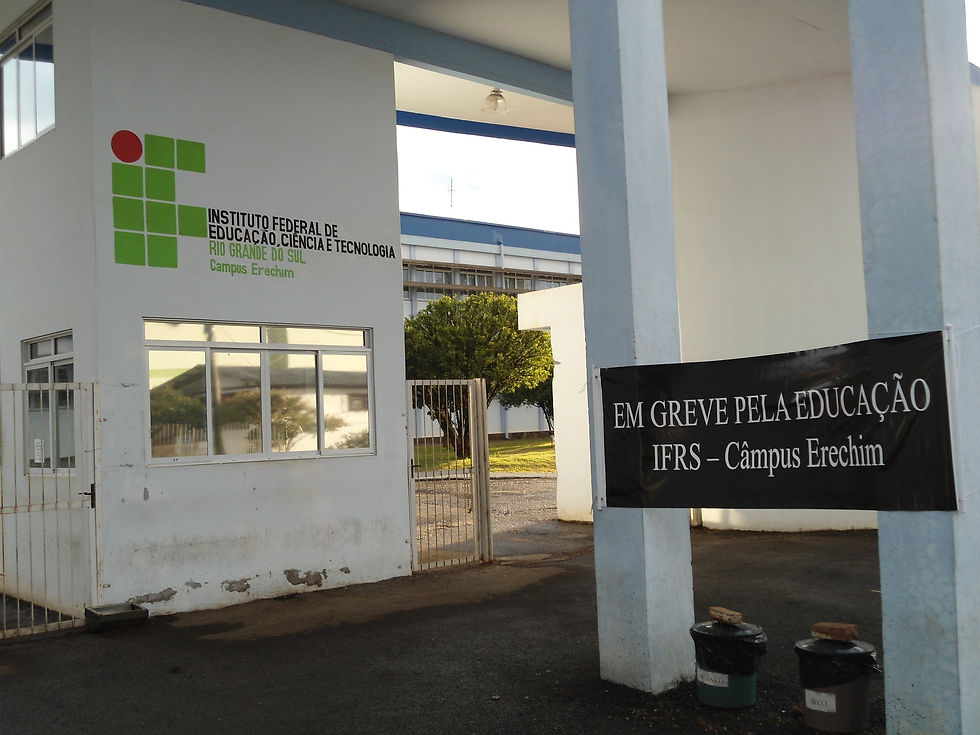 INSTITUTO FEDERAL DE
EDUCAÇÃO, CIÊNCIA E TECNOLOGIA
RIO GRANDE DO SUL
Campus Erechim
EM GREVE PELA EDUCAÇÃO
IFRS – Câmpus Erechim
SECO